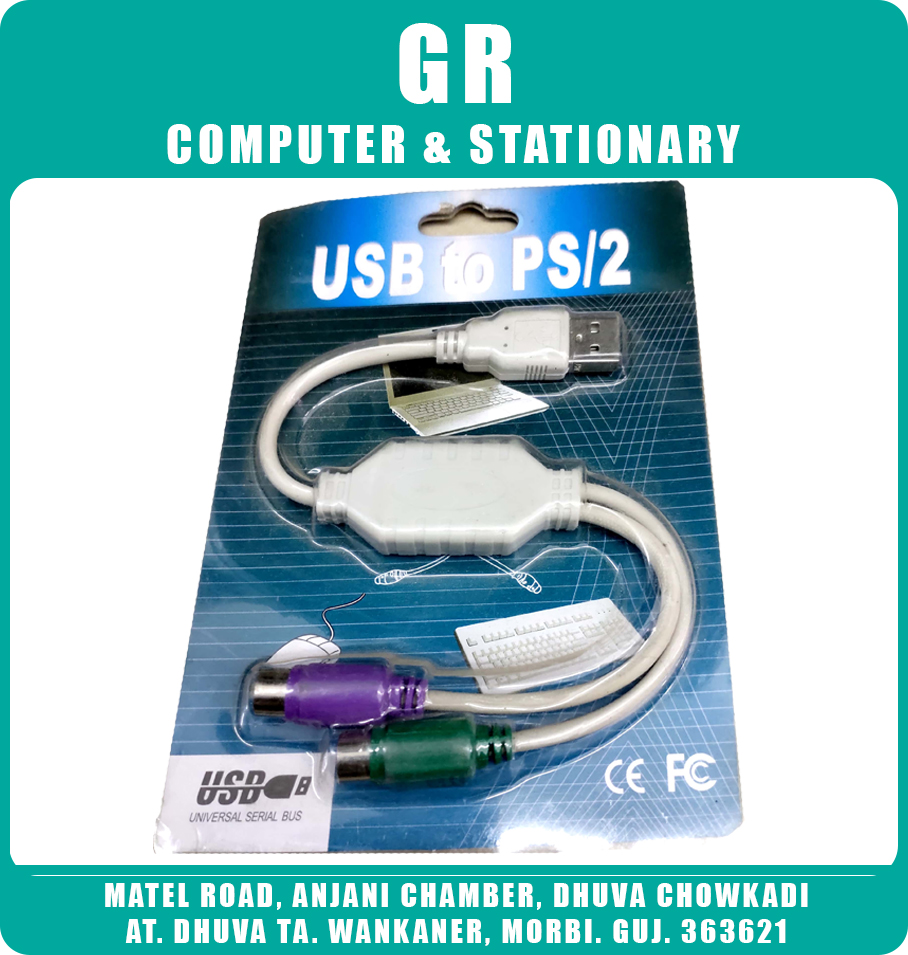 GR
COMPUTER & STATIONARY
USB to PS/2
USB
UNIVERSAL SERIAL BUS
CE FC
MATEL ROAD, ANJANI CHAMBER, DHUVA CHOWKADI
AT. DHUVA TA. WANKANER, MORBI. GUJ. 363621